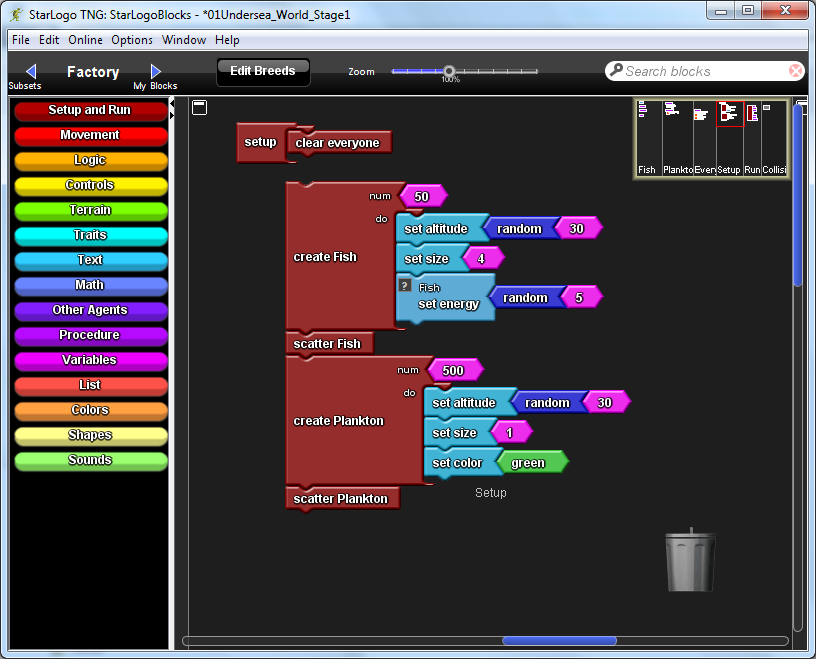 StarLogo TNG: StarLogoBlocks - *01Undersea_World_Stage1
File Edit Online Options Window Help
Subsets
Factory
My Blocks
Edit Breeds
Zoom
100%
Search blocks
Setup and Run
Movement
Logic
Controls
Terrain
Traits
Text
Math
Other Agents
Procedure
Variables
List
Colors
Shapes
Sounds
Fish Plankto Every Setup Run Collisi
setup clear everyone
num 50
do
create Fish
set altitude random 30
set size 4
? Fish
set energy random 5
scatter Fish
num 500
do
create Plankton
set altitude random 30
set size 1
set color green
scatter Plankton
Setup